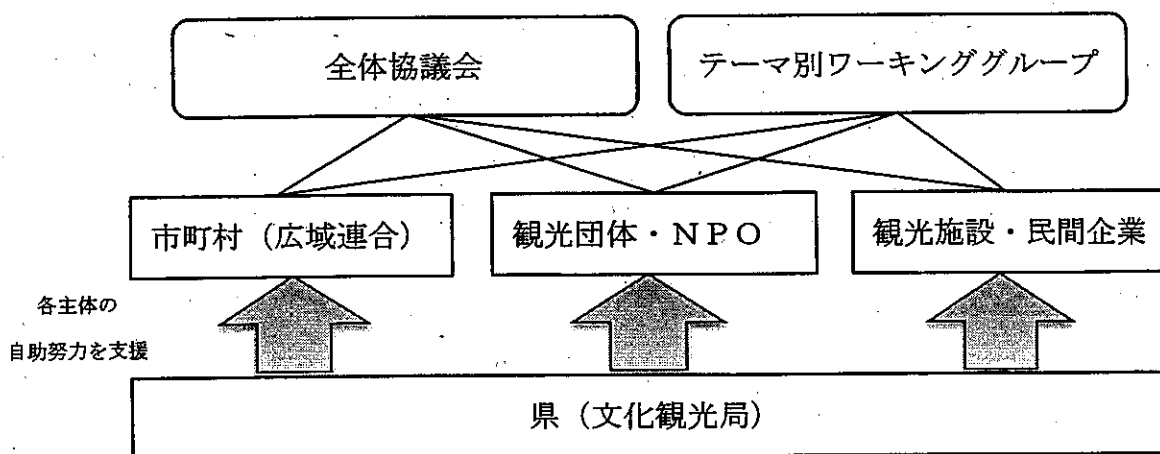 全体協議会
テーマ別ワーキンググループ
市町村（広域連合）
観光団体・ＮＰＯ
観光施設・民間企業
各主体の
自助努力を支援
県（文化観光局）